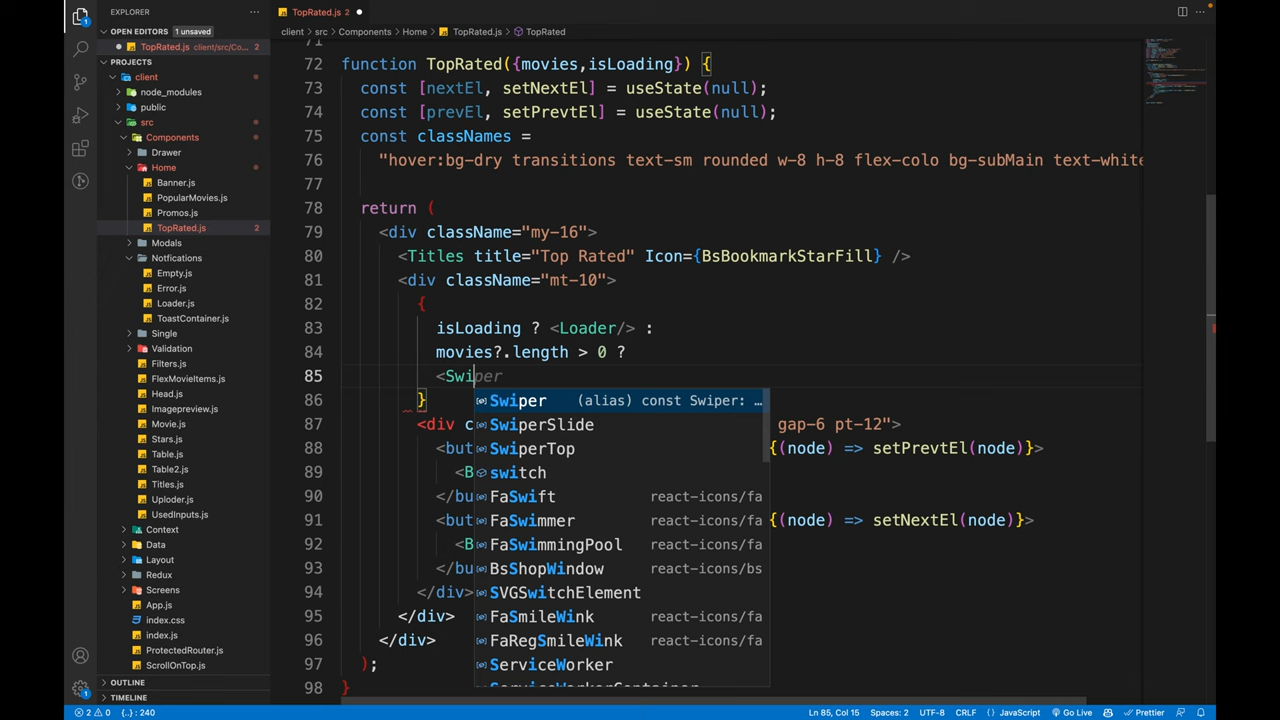 EXPLORER
TopRated.js 2
OPEN EDITORS 1 unsaved
TopRated.js client/src/Co... 2
PROJECTS
client
node_modules
public
src
Components
Drawer
Home
Banner.js
PopularMovies.js
Promos.js
TopRated.js 2
Modals
Notfications
Empty.js
Error.js
Loader.js
ToastContainer.js
Single
Validation
Filters.js
FlexMovieItems.js
Head.js
Imagepreview.js
Movie.js
Stars.js
Table.js
Table2.js
Titles.js
Uploder.js
UsedInputs.js
Context
Data
Layout
Redux
Screens
App.js
index.css
index.js
ProtectedRouter.js
ScrollOnTop.js
OUTLINE
TIMELINE
client > src > Components > Home > TopRated.js > TopRated
71
72 function TopRated({movies,isLoading}) {
73 const [nextEl, setNextEl] = useState(null);
74 const [prevEl, setPrevtEl] = useState(null);
75 const classNames =
76 "hover:bg-dry transitions text-sm rounded w-8 h-8 flex-colo bg-subMain text-white
77
78 return (
79 <div className="my-16">
80 <Titles title="Top Rated" Icon={BsBookmarkStarFill} />
81 <div className="mt-10">
82 {
83 isLoading ? <Loader/> :
84 movies?.length > 0 ?
85 <Swiper
86 }
87 <div c gap-6 pt-12">
88 <but {(node) => setPrevtEl(node)}>
89 <B
90 </bu
91 <but {(node) => setNextEl(node)}>
92 <B
93 </bu
94 </div>
95 </div>
96 </div>
97 );
98 }
Swiper (alias) const Swiper: …
SwiperSlide
SwiperTop
switch
FaSwift react-icons/fa
FaSwimmer react-icons/fa
FaSwimmingPool react-icons/fa
BsShopWindow react-icons/bs
SVGSwitchElement
FaSmileWink react-icons/fa
FaRegSmileWink react-icons/fa
ServiceWorker
ServiceWorkerContainer
1
1
2 0 {..} : 240
Ln 85, Col 15 Spaces: 2 UTF-8 CRLF {} JavaScript Go Live Prettier